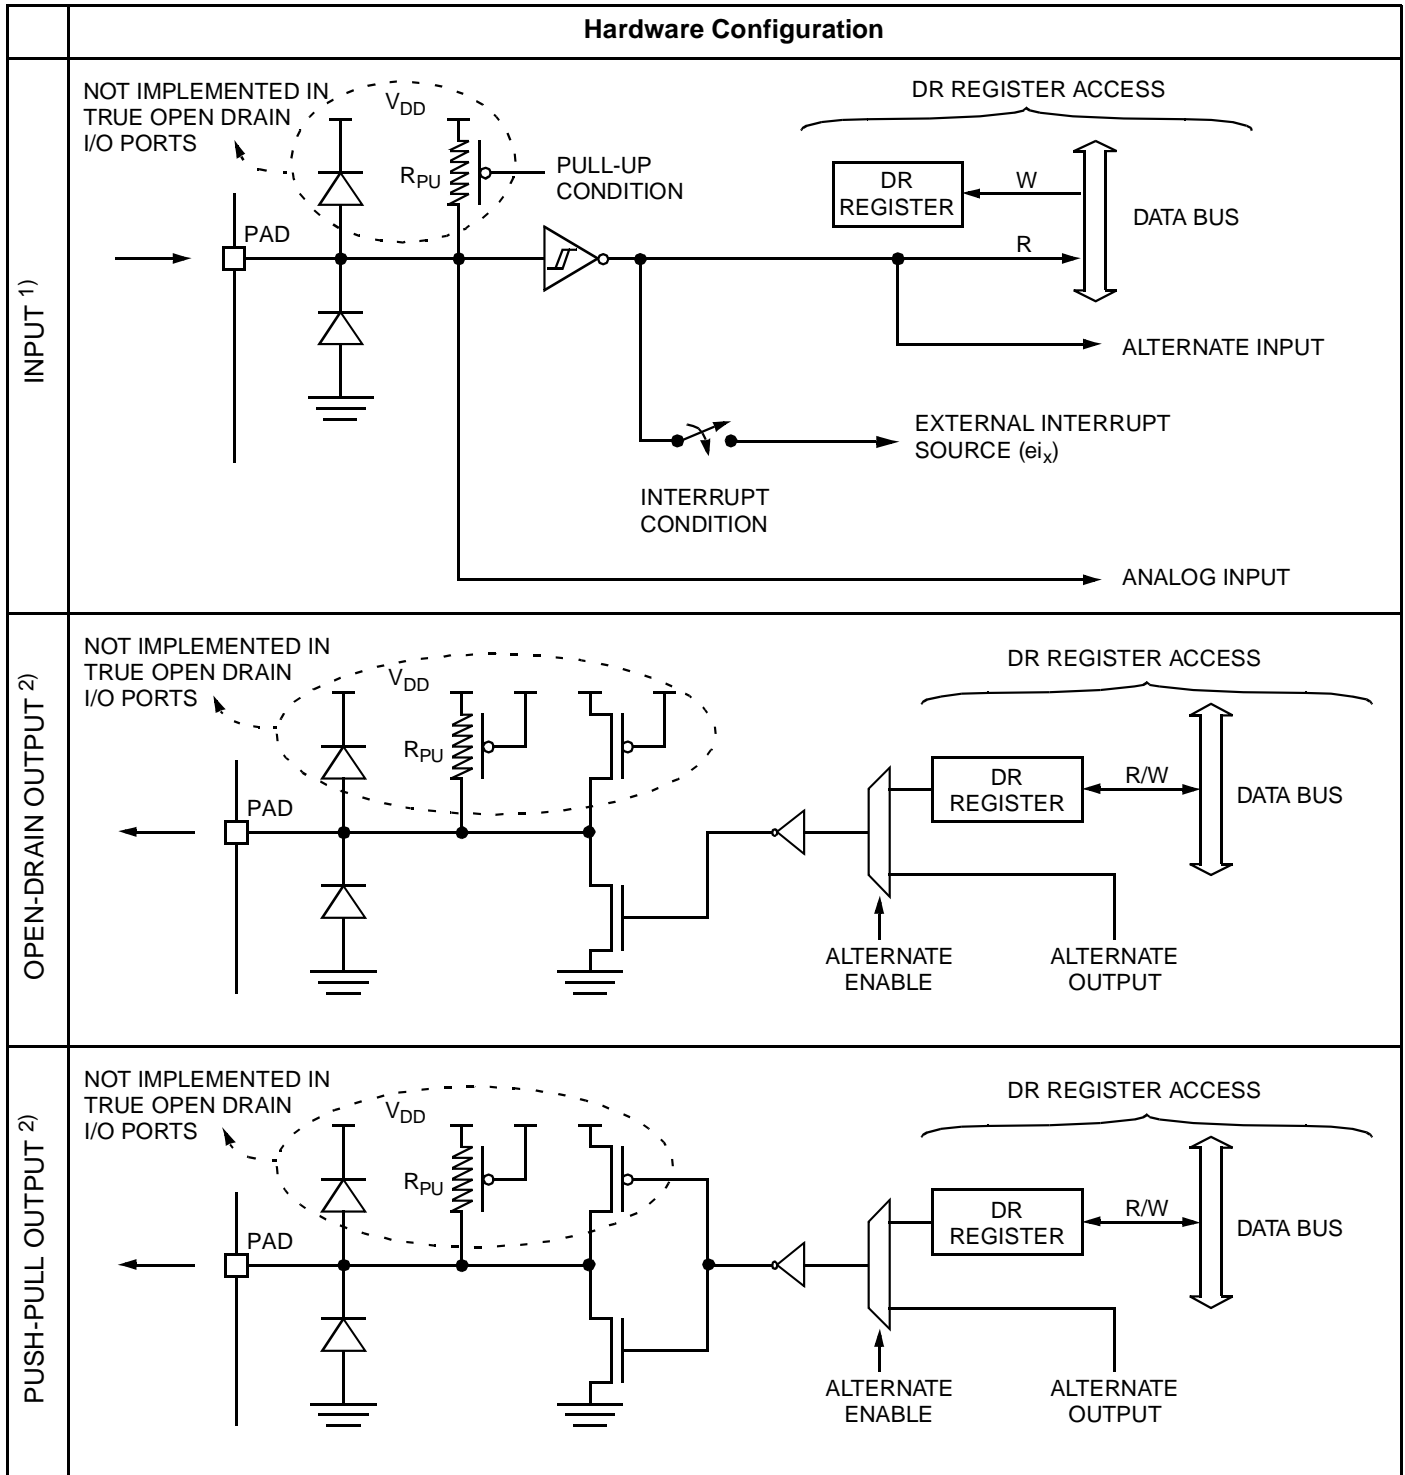 Hardware Configuration
INPUT 1)
NOT IMPLEMENTED IN
TRUE OPEN DRAIN
I/O PORTS
VDD
RPU
PULL-UP
CONDITION
PAD
DR REGISTER ACCESS
DR
REGISTER
W
R
DATA BUS
ALTERNATE INPUT
EXTERNAL INTERRUPT
SOURCE (eix)
INTERRUPT
CONDITION
ANALOG INPUT
OPEN-DRAIN OUTPUT 2)
NOT IMPLEMENTED IN
TRUE OPEN DRAIN
I/O PORTS
VDD
RPU
PAD
DR REGISTER ACCESS
DR
REGISTER
R/W
DATA BUS
ALTERNATE
ENABLE
ALTERNATE
OUTPUT
PUSH-PULL OUTPUT 2)
NOT IMPLEMENTED IN
TRUE OPEN DRAIN
I/O PORTS
VDD
RPU
PAD
DR REGISTER ACCESS
DR
REGISTER
R/W
DATA BUS
ALTERNATE
ENABLE
ALTERNATE
OUTPUT